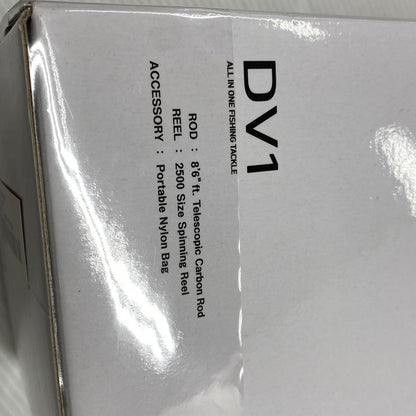 DV1
ALL IN ONE FISHING TACKLE
ROD : 8'6" ft. Telescopic Carbon Rod
REEL : 2500 Size Spinning Reel
ACCESSORY : Portable Nylon Bag